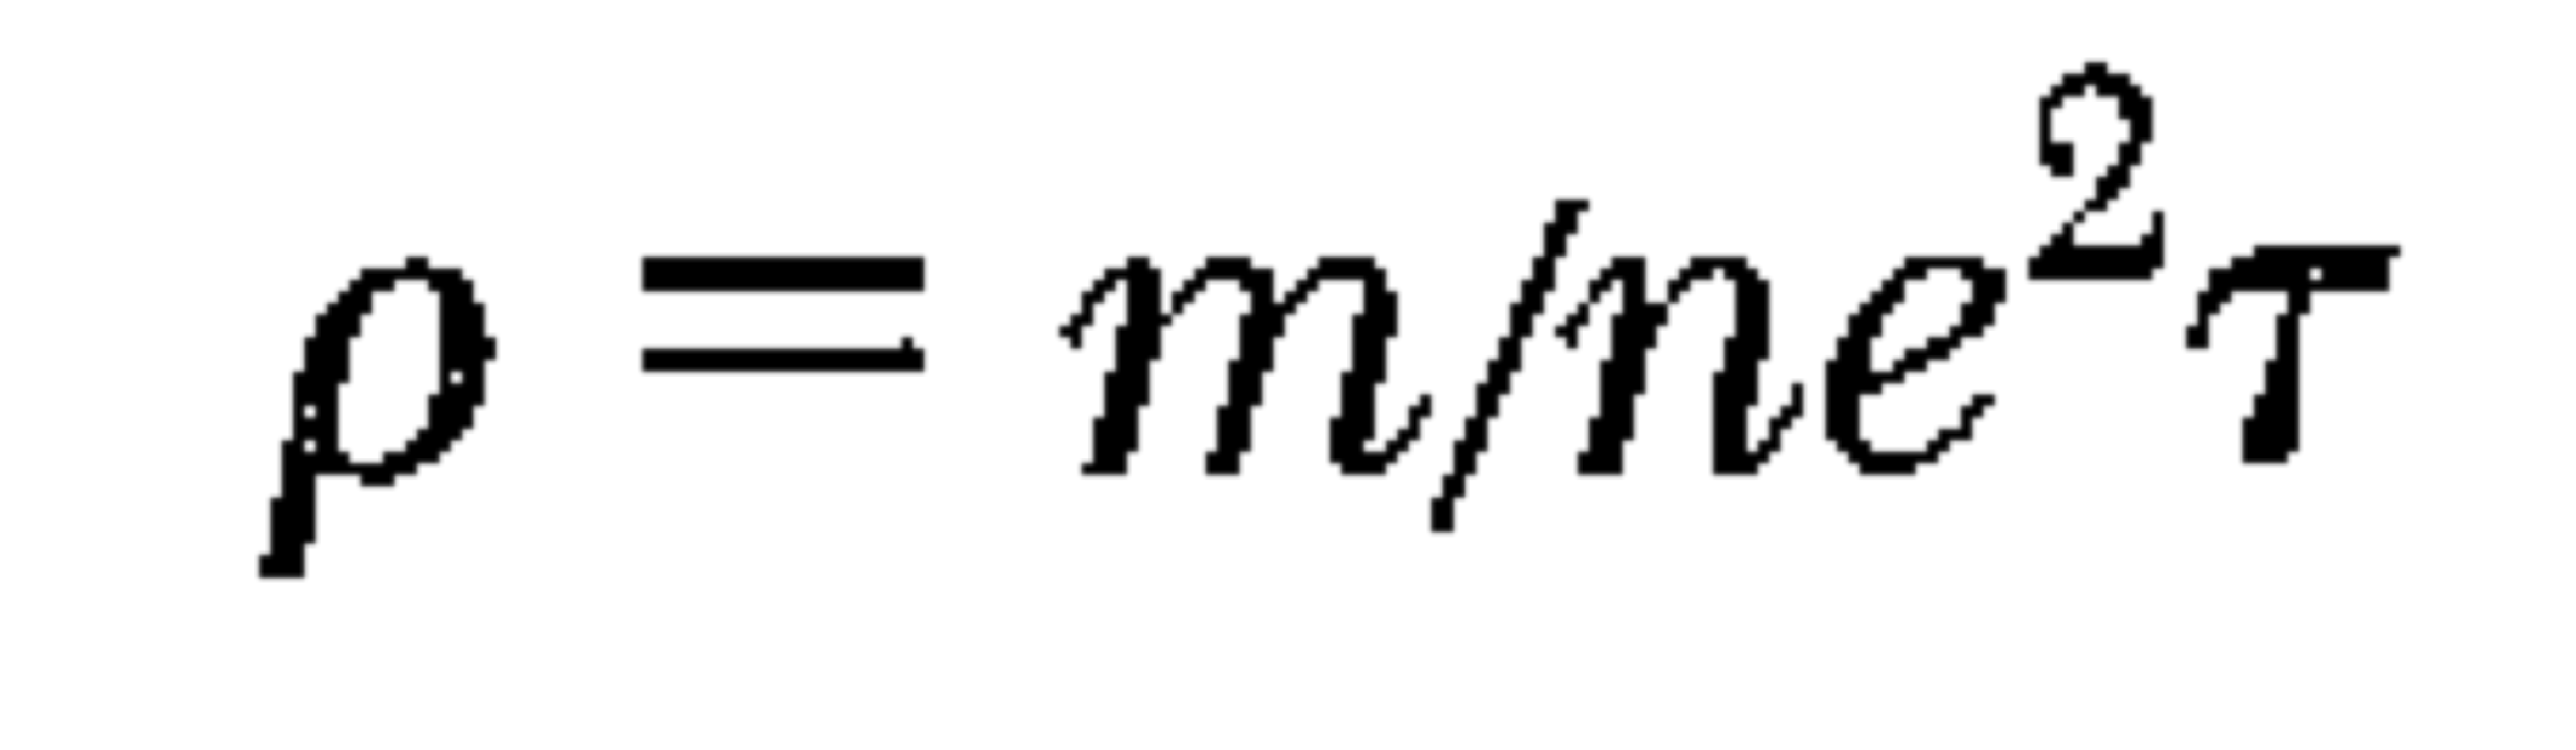 ρ = m/ne²τ